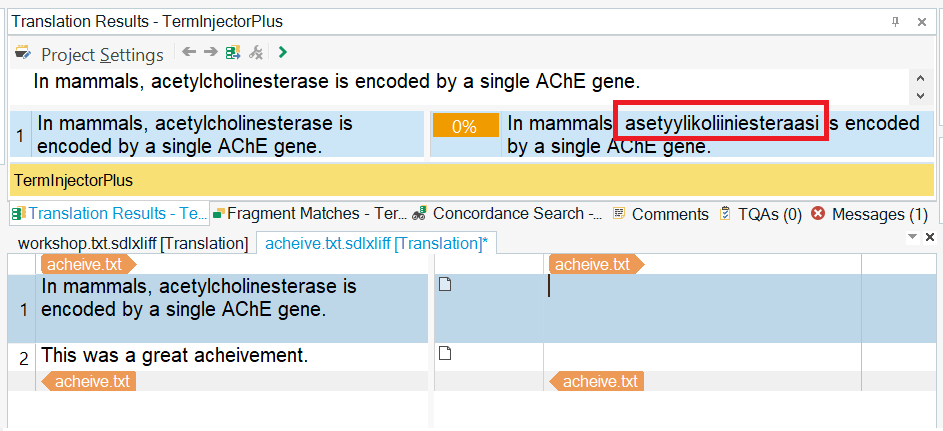 Translation Results - TermInjectorPlus
Project Settings
In mammals, acetylcholinesterase is encoded by a single AChE gene.
1 In mammals, acetylcholinesterase is
encoded by a single AChE gene.
0% In mammals, asetyylikoliiniesteraasi is encoded
by a single AChE gene.
TermInjectorPlus
Translation Results - Te... Fragment Matches - Ter... Concordance Search -... Comments TQAs (0) Messages (1)
workshop.txt.sdlxliff [Translation] acheive.txt.sdlxliff [Translation]*
acheive.txt acheive.txt
1 In mammals, acetylcholinesterase is
encoded by a single AChE gene.
2 This was a great acheivement.
acheive.txt acheive.txt